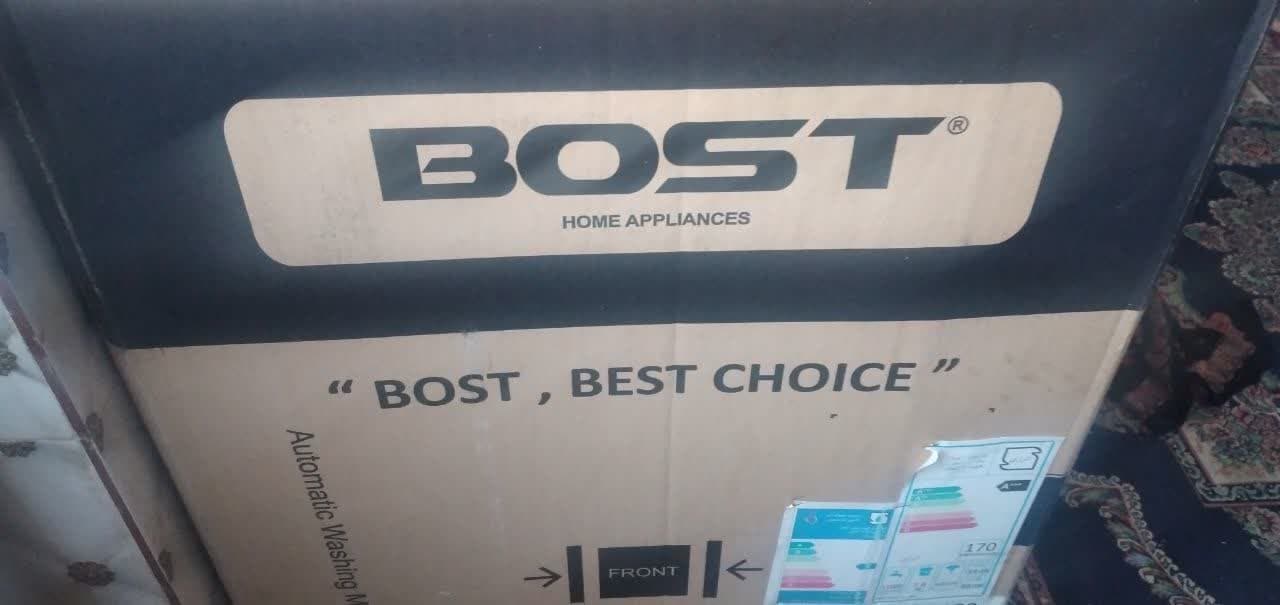 BOST®
HOME APPLIANCES
“ BOST , BEST CHOICE ”
Automatic Washing
FRONT
A+++
170